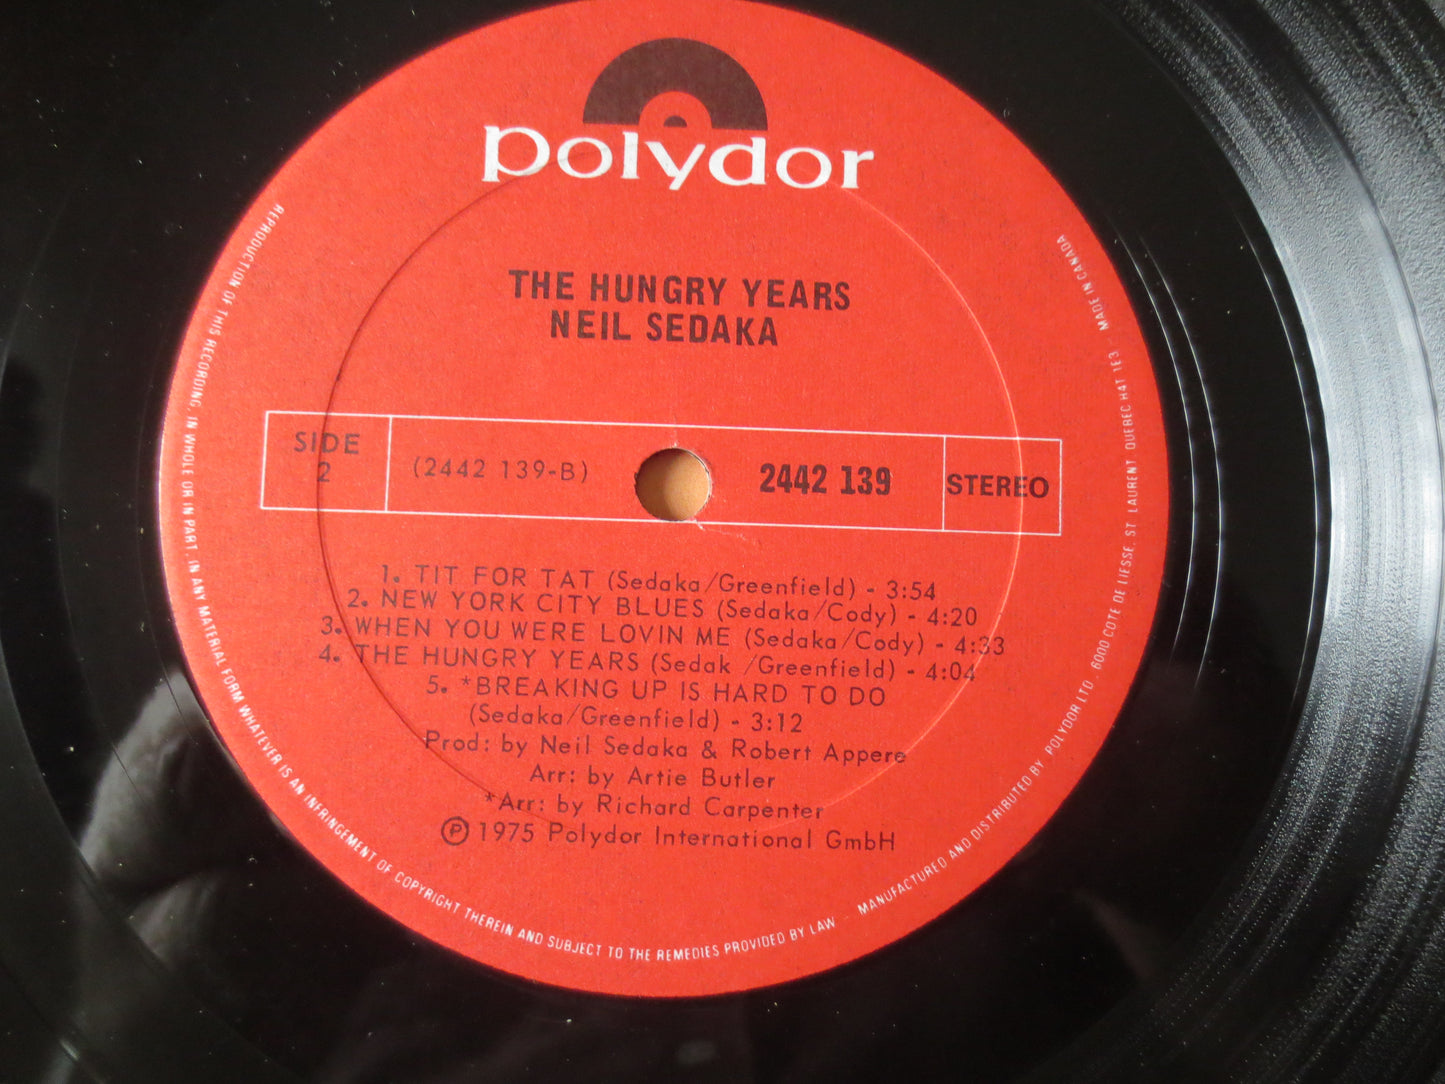 polydor
THE HUNGRY YEARS
NEIL SEDAKA
SIDE
2
(2442 139-B)
2442 139
STEREO
1. TIT FOR TAT (Sedaka/Greenfield) - 3:54
2. NEW YORK CITY BLUES (Sedaka/Cody) - 4:20
3. WHEN YOU WERE LOVIN ME (Sedaka/Cody) - 4:33
4. THE HUNGRY YEARS (Sedak /Greenfield) - 4:04
5. *BREAKING UP IS HARD TO DO
(Sedaka/Greenfield) - 3:12
Prod: by Neil Sedaka & Robert Appere
Arr: by Artie Butler
*Arr: by Richard Carpenter
Ⓟ 1975 Polydor International GmbH
REPRODUCTION OF THIS RECORDING, IN WHOLE OR IN PART, IN ANY MATERIAL FORM WHATEVER IS AN INFRINGEMENT OF COPYRIGHT THEREIN AND SUBJECT TO THE REMEDIES PROVIDED BY LAW - MANUFACTURED AND DISTRIBUTED BY POLYDOR LTD. 6000 COTE DE LIESSE, ST LAURENT QUEBEC H4T 1E3 - MADE IN CANADA